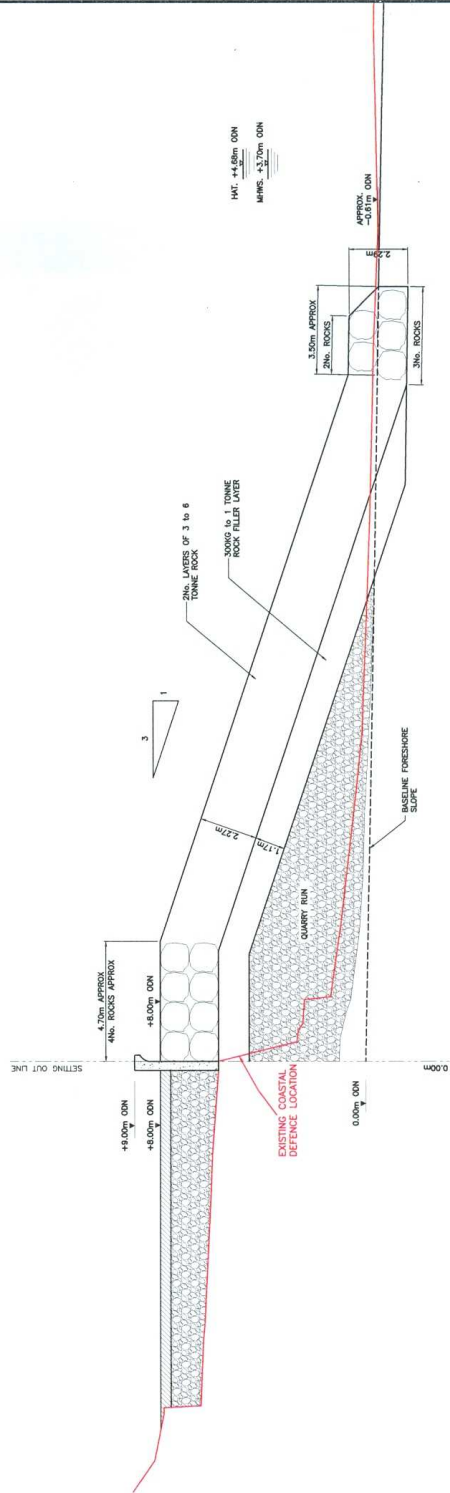 SETTING OUT LINE
+9.00m ODN
+8.00m ODN
4.70m APPROX
4No. ROCKS APPROX
+8.00m ODN
EXISTING COASTAL
DEFENCE LOCATION
0.00m ODN
0.00m
3
1
2.27m
1.17m
QUARRY RUN
2No. LAYERS OF 3 to 6
TONNE ROCK
300KG to 1 TONNE
ROCK FILLER LAYER
BASELINE FORESHORE
SLOPE
HAT. +4.68m ODN
MHWS. +3.70m ODN
3.50m APPROX
2No. ROCKS
3No. ROCKS
2.29m
APPROX.
-0.61m ODN